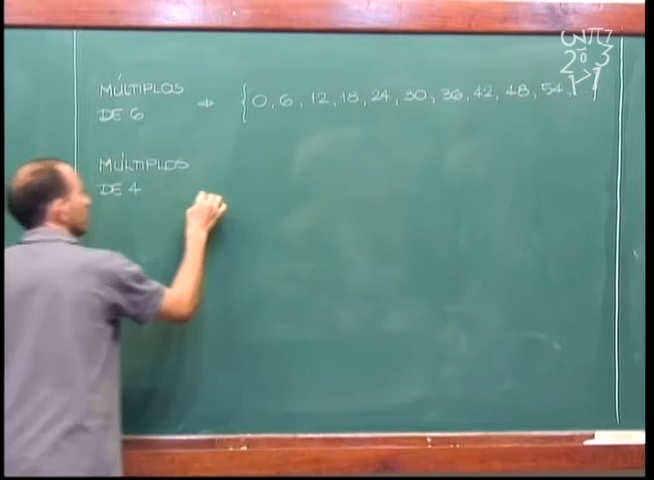 MÚLTIPLOS
DE 6 ⇒ {0, 6, 12, 18, 24, 30, 36, 42, 48, 54, ...
MÚLTIPLOS
DE 4